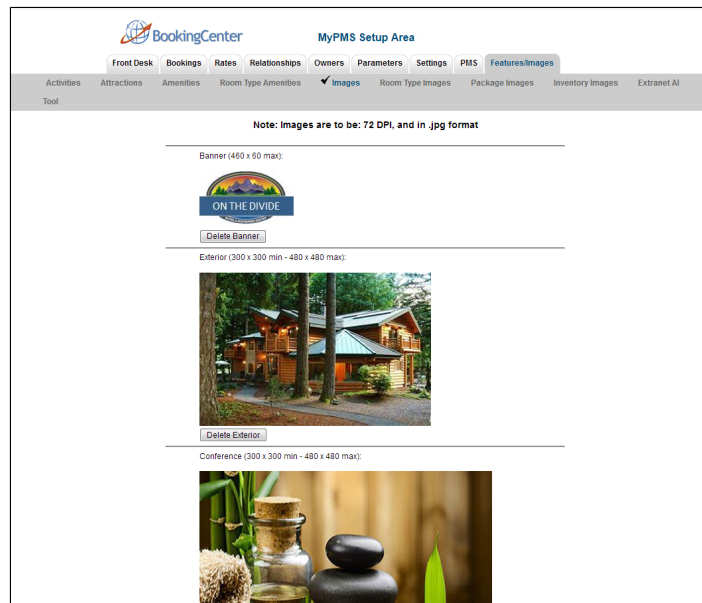 BookingCenter
MyPMS Setup Area
Front Desk Bookings Rates Relationships Owners Parameters Settings PMS Features/Images
Activities Attractions Amenities Room Type Amenities Images Room Type Images Package Images Inventory Images Extranet AI
Tool
Note: Images are to be: 72 DPI, and in .jpg format
Banner (460 x 60 max):
ON THE DIVIDE
Delete Banner
Exterior (300 x 300 min - 480 x 480 max):
Delete Exterior
Conference (300 x 300 min - 480 x 480 max):